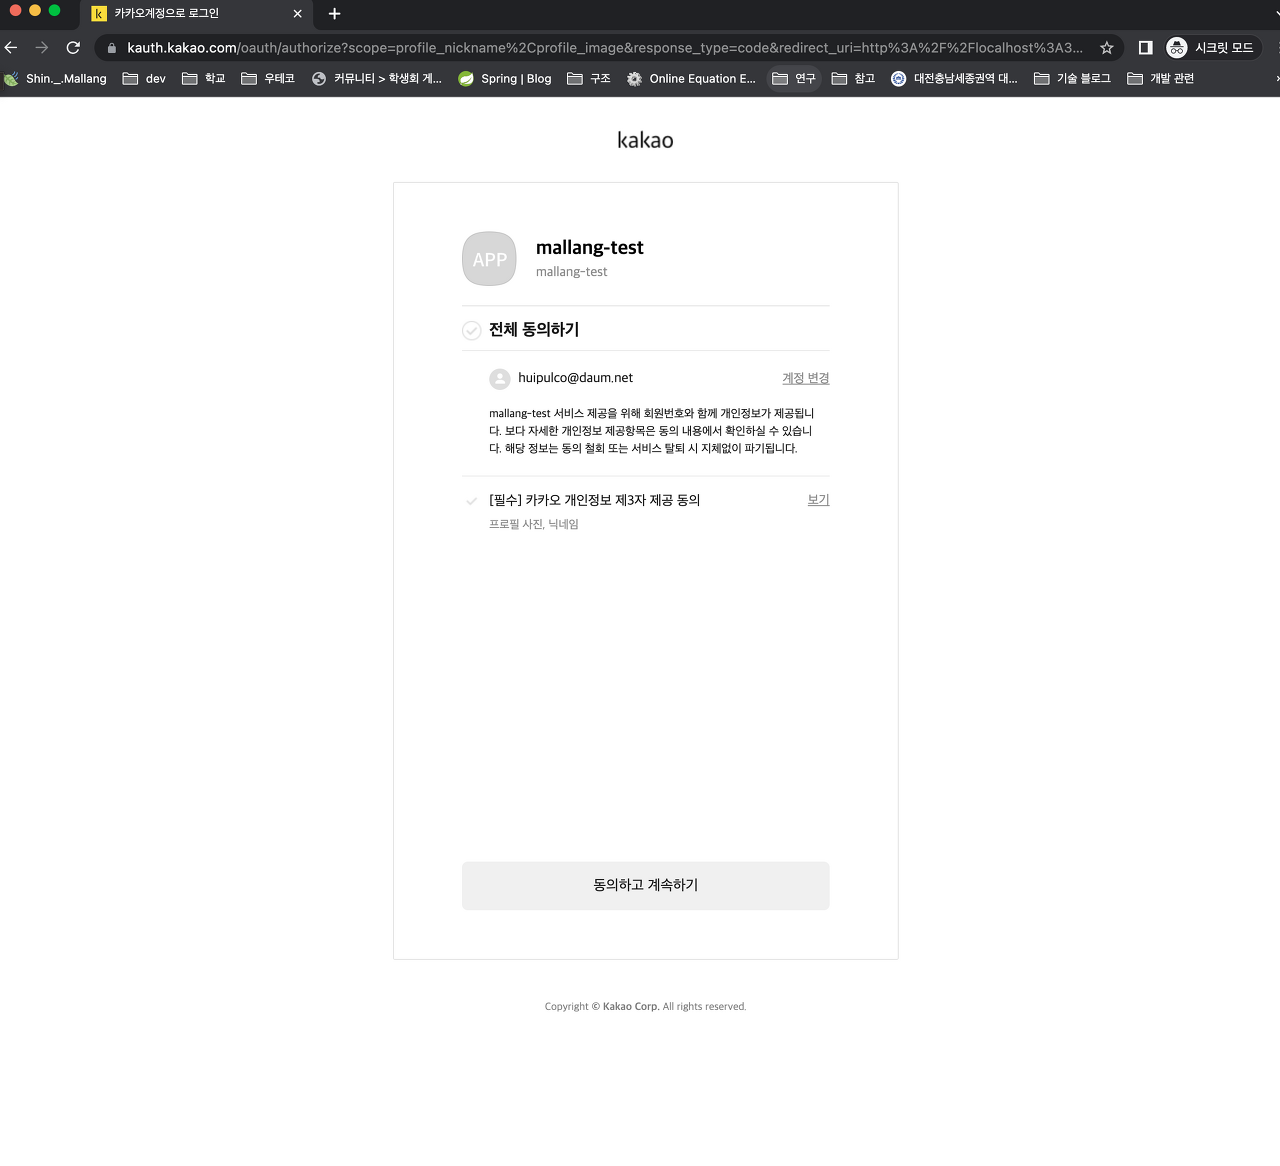 카카오계정으로 로그인
kauth.kakao.com/oauth/authorize?scope=profile_nickname%2Cprofile_image&response_type=code&redirect_uri=http%3A%2F%2Flocalhost%3A3... 시크릿 모드
Shin._.Mallang dev 학교 우테코 커뮤니티 > 학생회 게... Spring | Blog 구조 Online Equation E... 연구 참고 대전충남세종권역 대... 기술 블로그 개발 관련
kakao
APP
mallang-test
mallang-test
전체 동의하기
huipulco@daum.net 계정 변경
mallang-test 서비스 제공을 위해 회원번호와 함께 개인정보가 제공됩니
다. 보다 자세한 개인정보 제공항목은 동의 내용에서 확인하실 수 있습니
다. 해당 정보는 동의 철회 또는 서비스 탈퇴 시 지체없이 파기됩니다.
[필수] 카카오 개인정보 제3자 제공 동의 보기
프로필 사진, 닉네임
동의하고 계속하기
Copyright © Kakao Corp. All rights reserved.